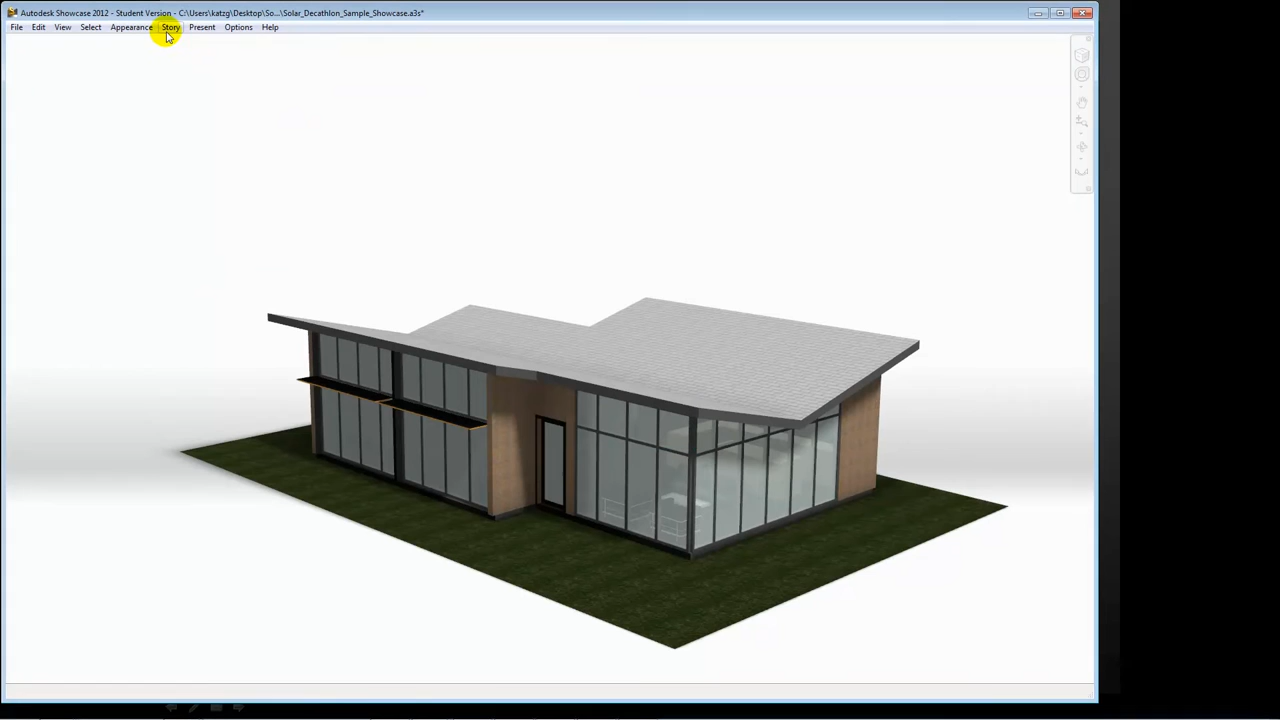 Autodesk Showcase 2012 - Student Version - C:\Users\katzg\Desktop\So...\Solar_Decathlon_Sample_Showcase.a3s*
File Edit View Select Appearance Story Present Options Help